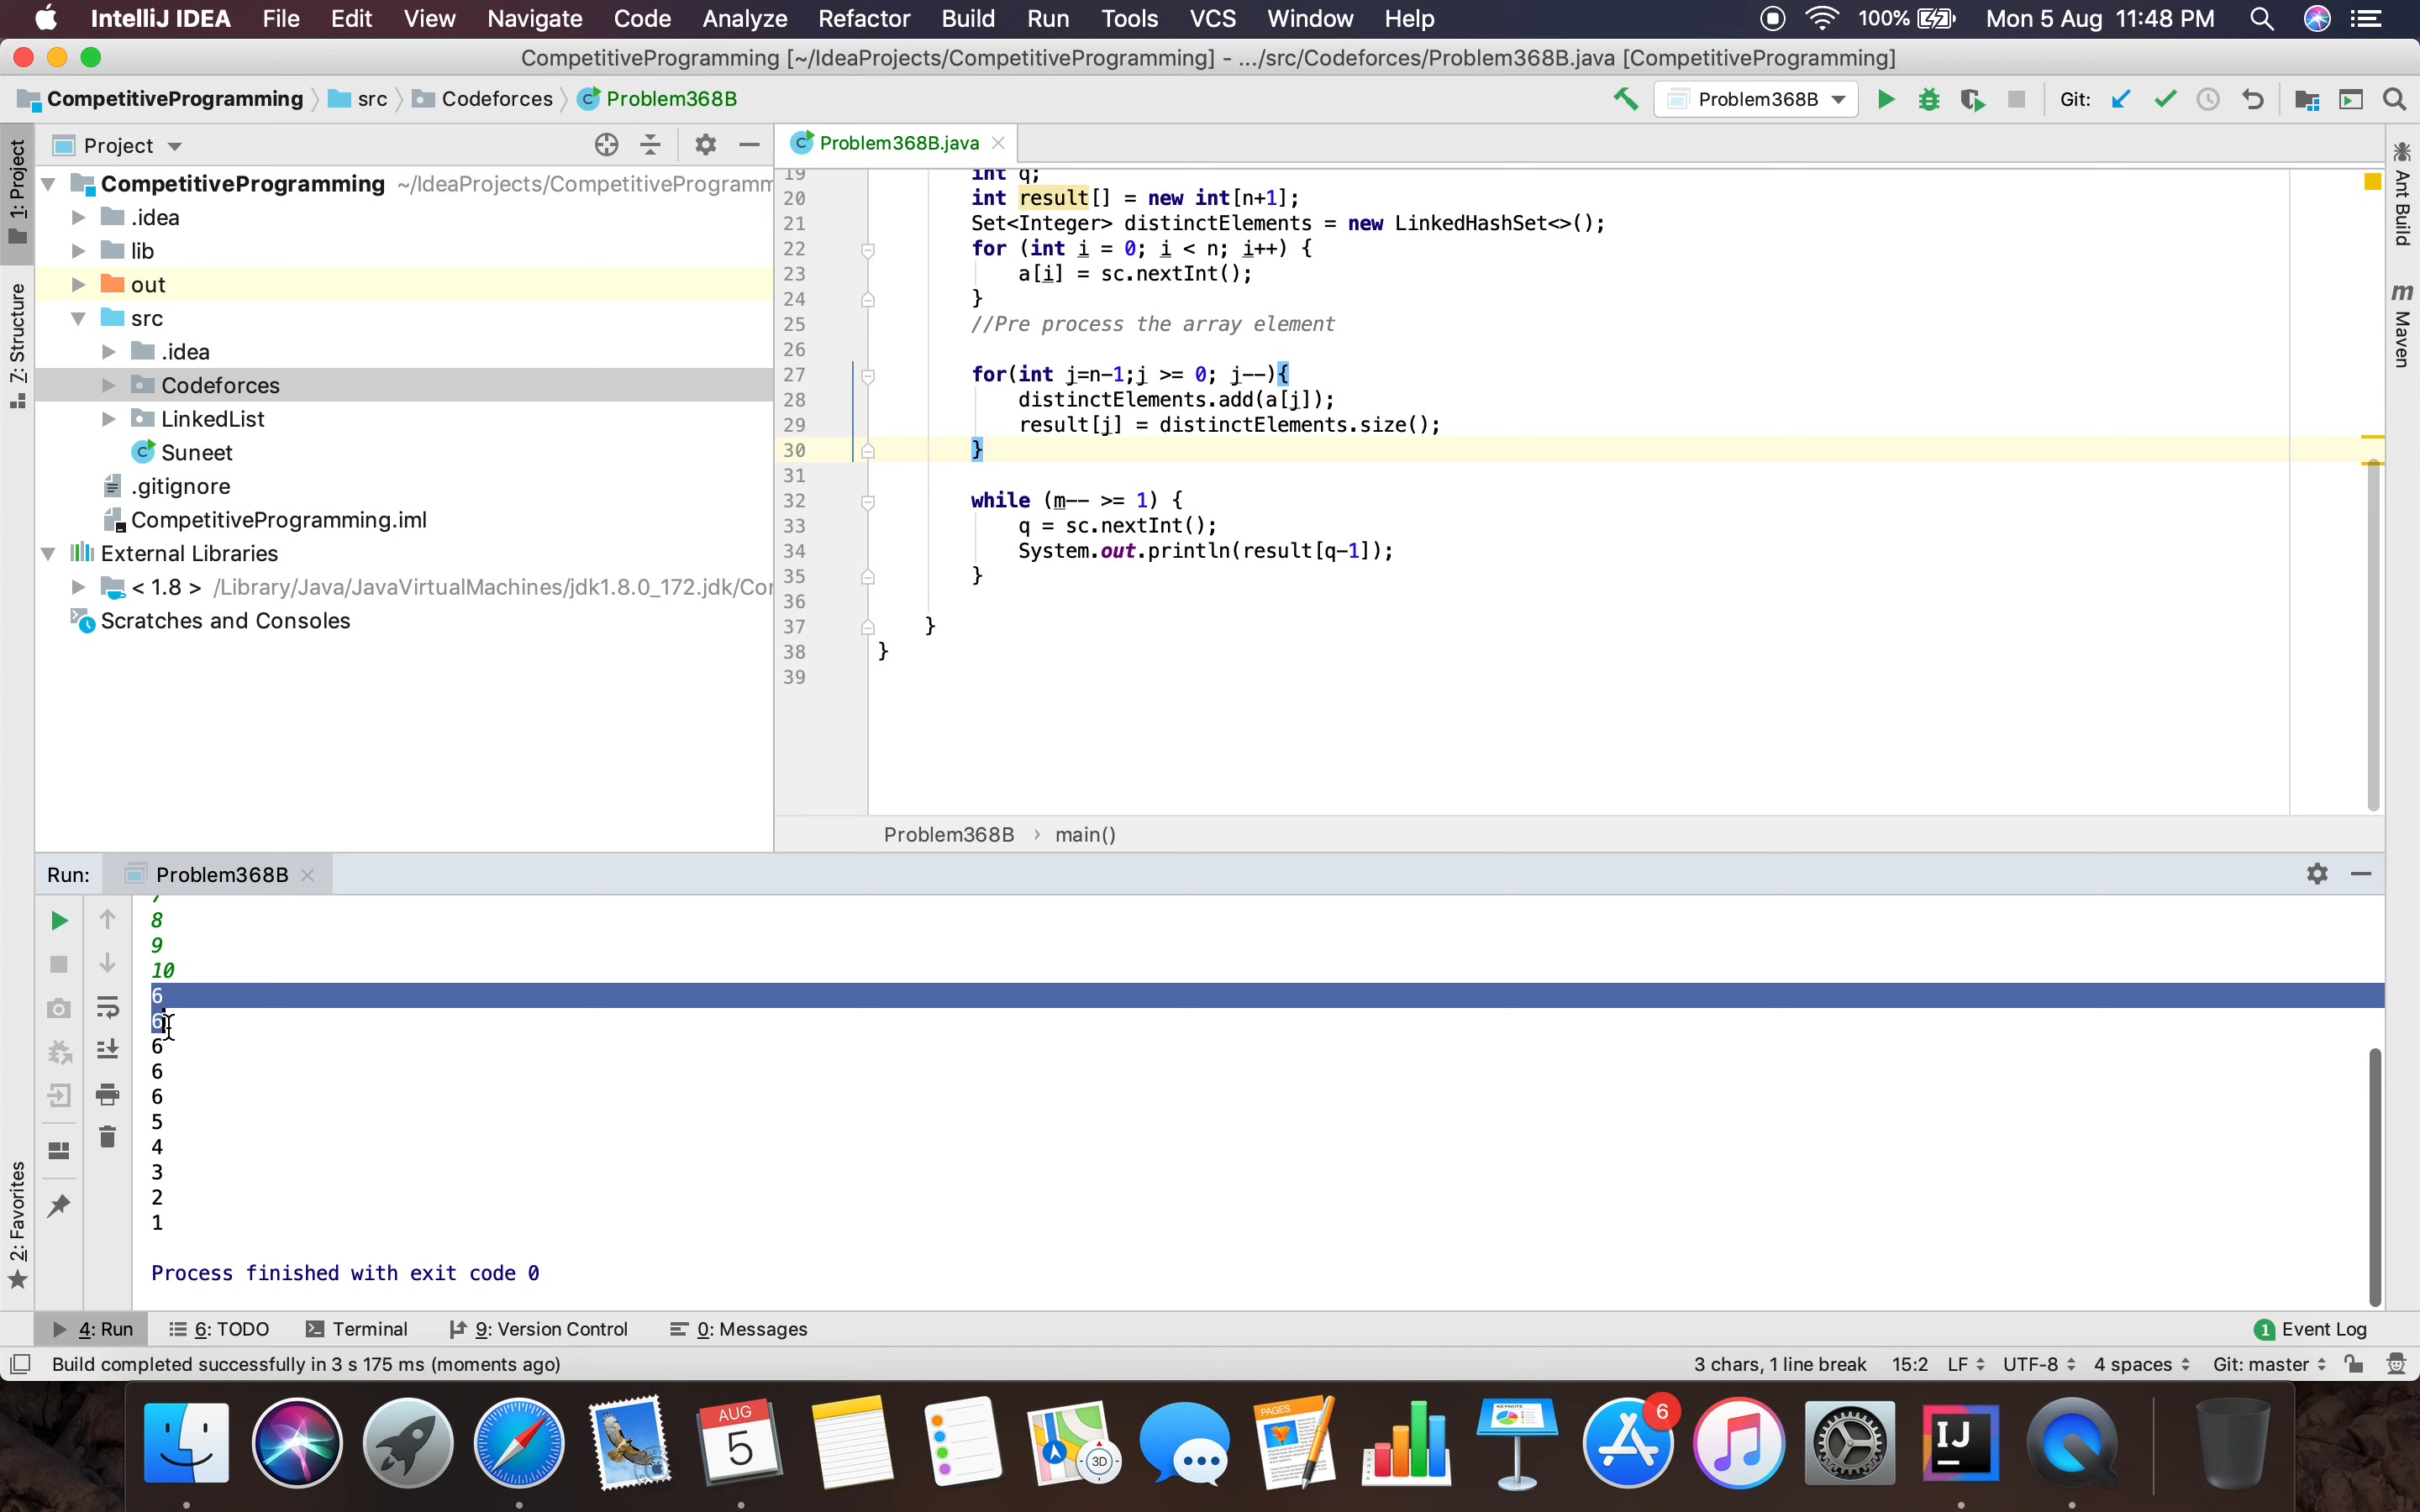 IntelliJ IDEA File Edit View Navigate Code Analyze Refactor Build Run Tools VCS Window Help 100% Mon 5 Aug 11:48 PM
CompetitiveProgramming [~/IdeaProjects/CompetitiveProgramming] - .../src/Codeforces/Problem368B.java [CompetitiveProgramming]
CompetitiveProgramming src Codeforces Problem368B Problem368B Git:
1: Project
Z: Structure
2: Favorites
Project
CompetitiveProgramming ~/IdeaProjects/CompetitiveProgramm
.idea
lib
out
src
.idea
Codeforces
LinkedList
Suneet
.gitignore
CompetitiveProgramming.iml
External Libraries
< 1.8 > /Library/Java/JavaVirtualMachines/jdk1.8.0_172.jdk/Cor
Scratches and Consoles
Problem368B.java
19 int q;
20 int result[] = new int[n+1];
21 Set<Integer> distinctElements = new LinkedHashSet<>();
22 for (int i = 0; i < n; i++) {
23 a[i] = sc.nextInt();
24 }
25 //Pre process the array element
26
27 for(int j=n-1;j >= 0; j--){
28 distinctElements.add(a[j]);
29 result[j] = distinctElements.size();
30 }
31
32 while (m-- >= 1) {
33 q = sc.nextInt();
34 System.out.println(result[q-1]);
35 }
36
37 }
38 }
39
Problem368B › main()
Ant Build
m Maven
Run: Problem368B
8
9
10
6
6
6
6
6
5
4
3
2
1
Process finished with exit code 0
4: Run 6: TODO Terminal 9: Version Control 0: Messages 1 Event Log
Build completed successfully in 3 s 175 ms (moments ago) 3 chars, 1 line break 15:2 LF UTF-8 4 spaces Git: master
AUG
5
3D
PAGES
KEYNOTE
6
IJ